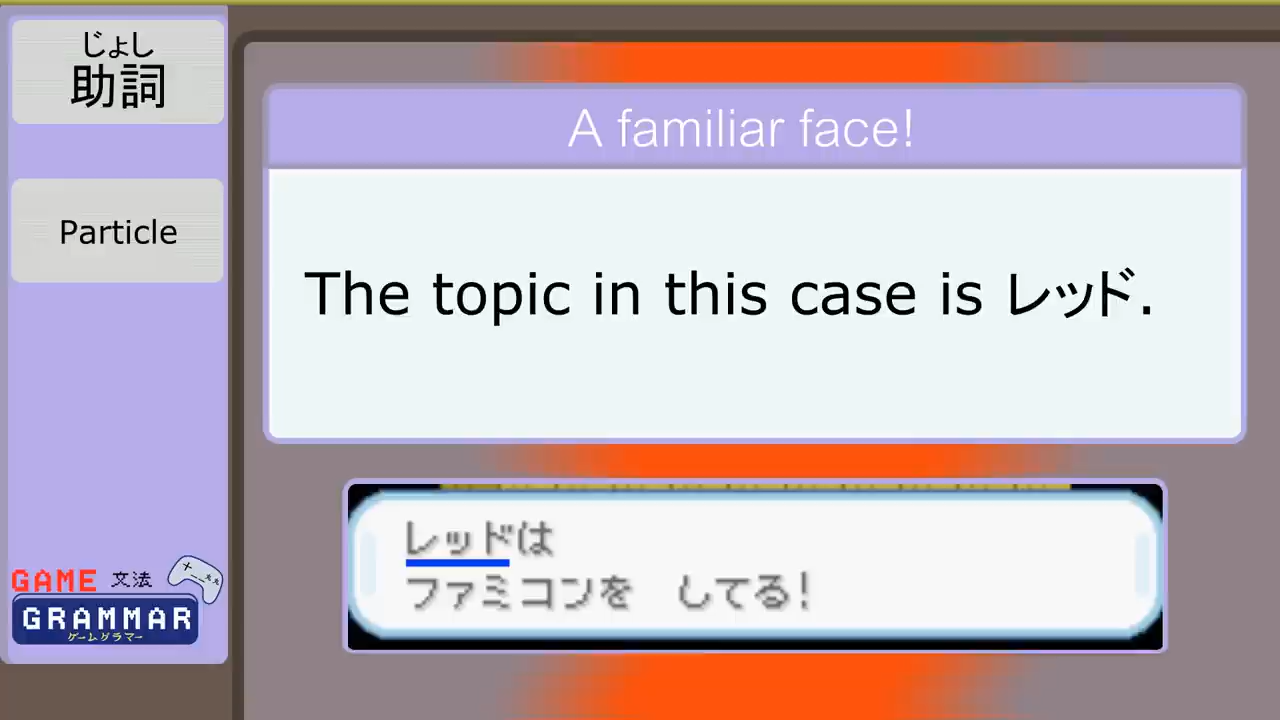 じょし
助詞
Particle
A familiar face!
The topic in this case is レッド.
レッドは
ファミコンを　してる!
GAME 文法
GRAMMAR
ゲームグラマー